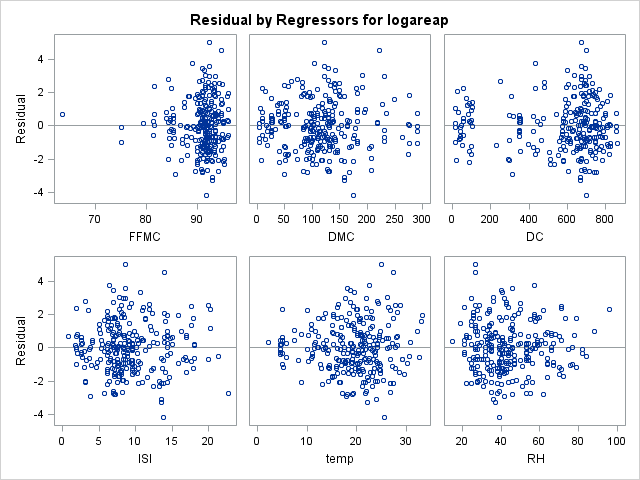 Residual by Regressors for logareap
Residual
4
2
0
-2
-4
70 80 90
FFMC
0 50 100 150 200 250 300
DMC
0 200 400 600 800
DC
Residual
4
2
0
-2
-4
0 5 10 15 20
ISI
0 10 20 30
temp
20 40 60 80 100
RH